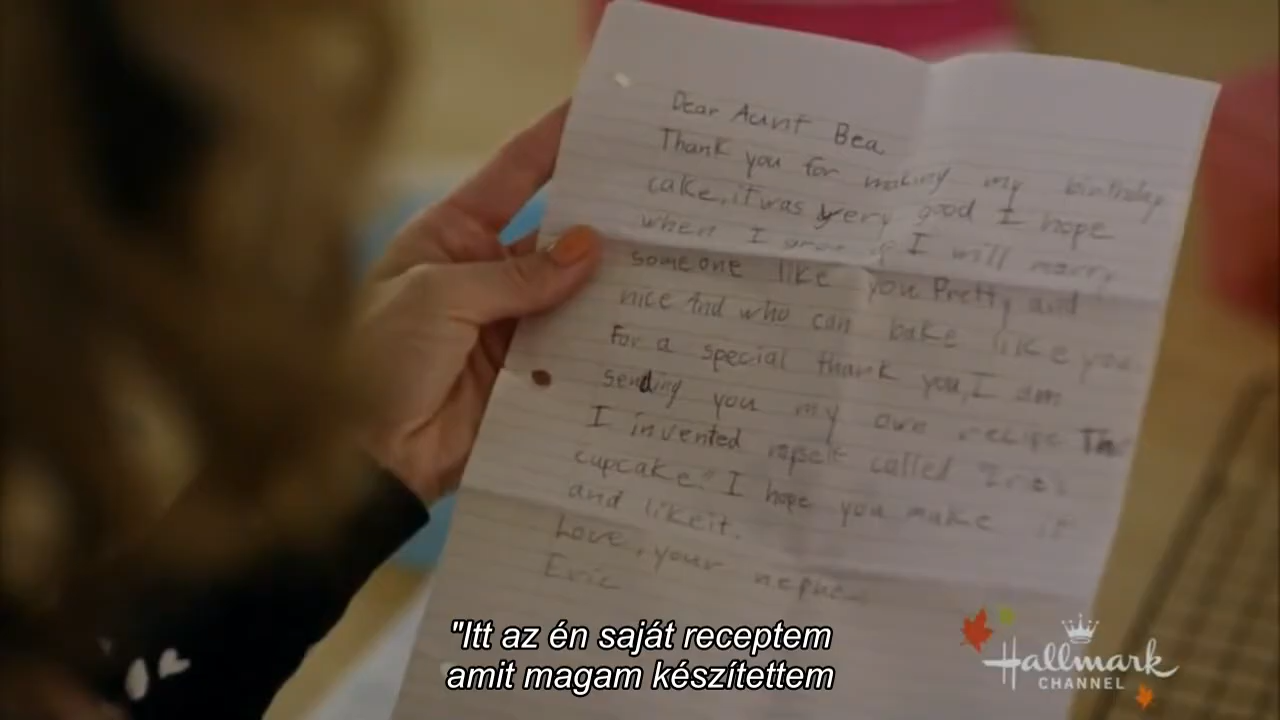 Dear Aunt Bea
Thank you for making my birthday
cake, it was very good I hope
when I grow up I will marry
someone like you Pretty and
nice And who can bake like you
For a special thank you, I am
sending you my own recipe Tha
I invented called "Eric's
cupcake" I hope you make it
and like it.
Love, your nephe
Eric
"Itt az én saját receptem
amit magam készítettem
Hallmark
CHANNEL